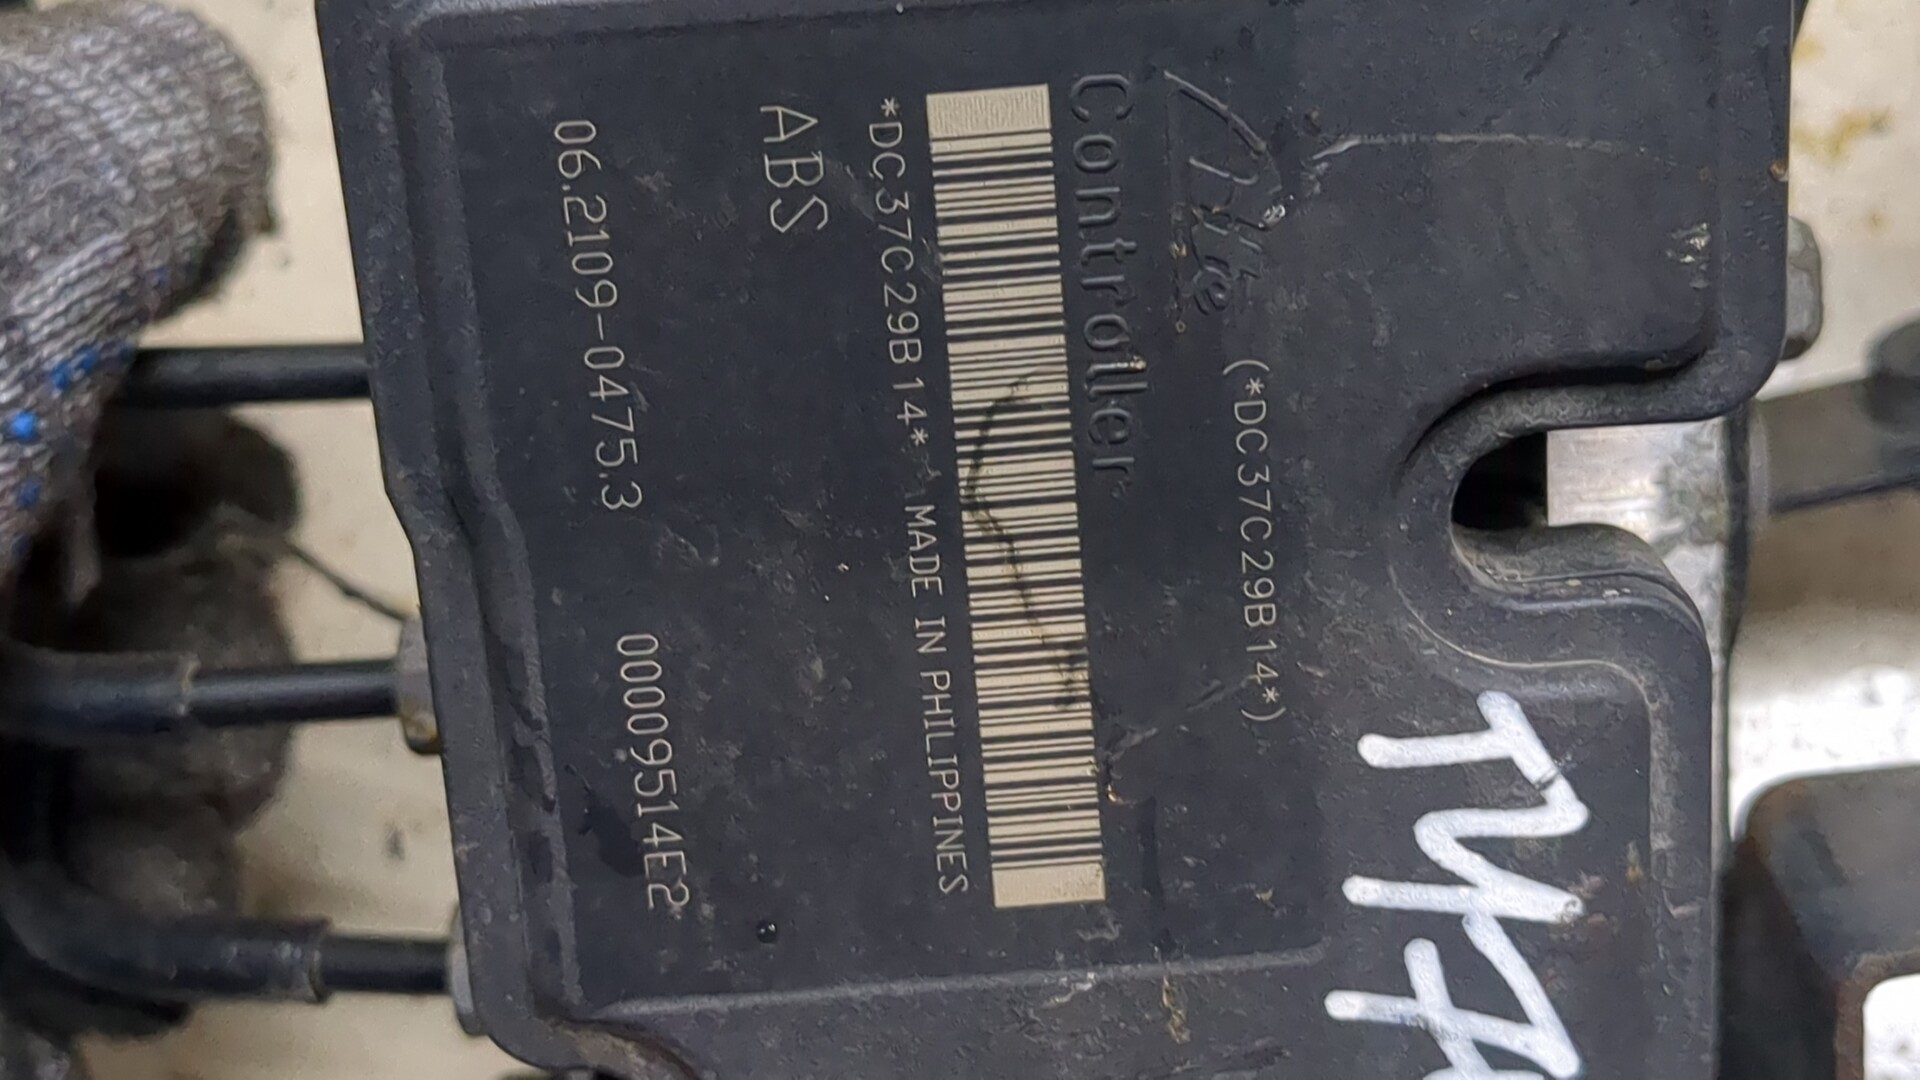 (*DC37C29B14*)
Controller
*DC37C29B14* MADE IN PHILIPPINES
ABS
06.2109-0475.3 00009514E2